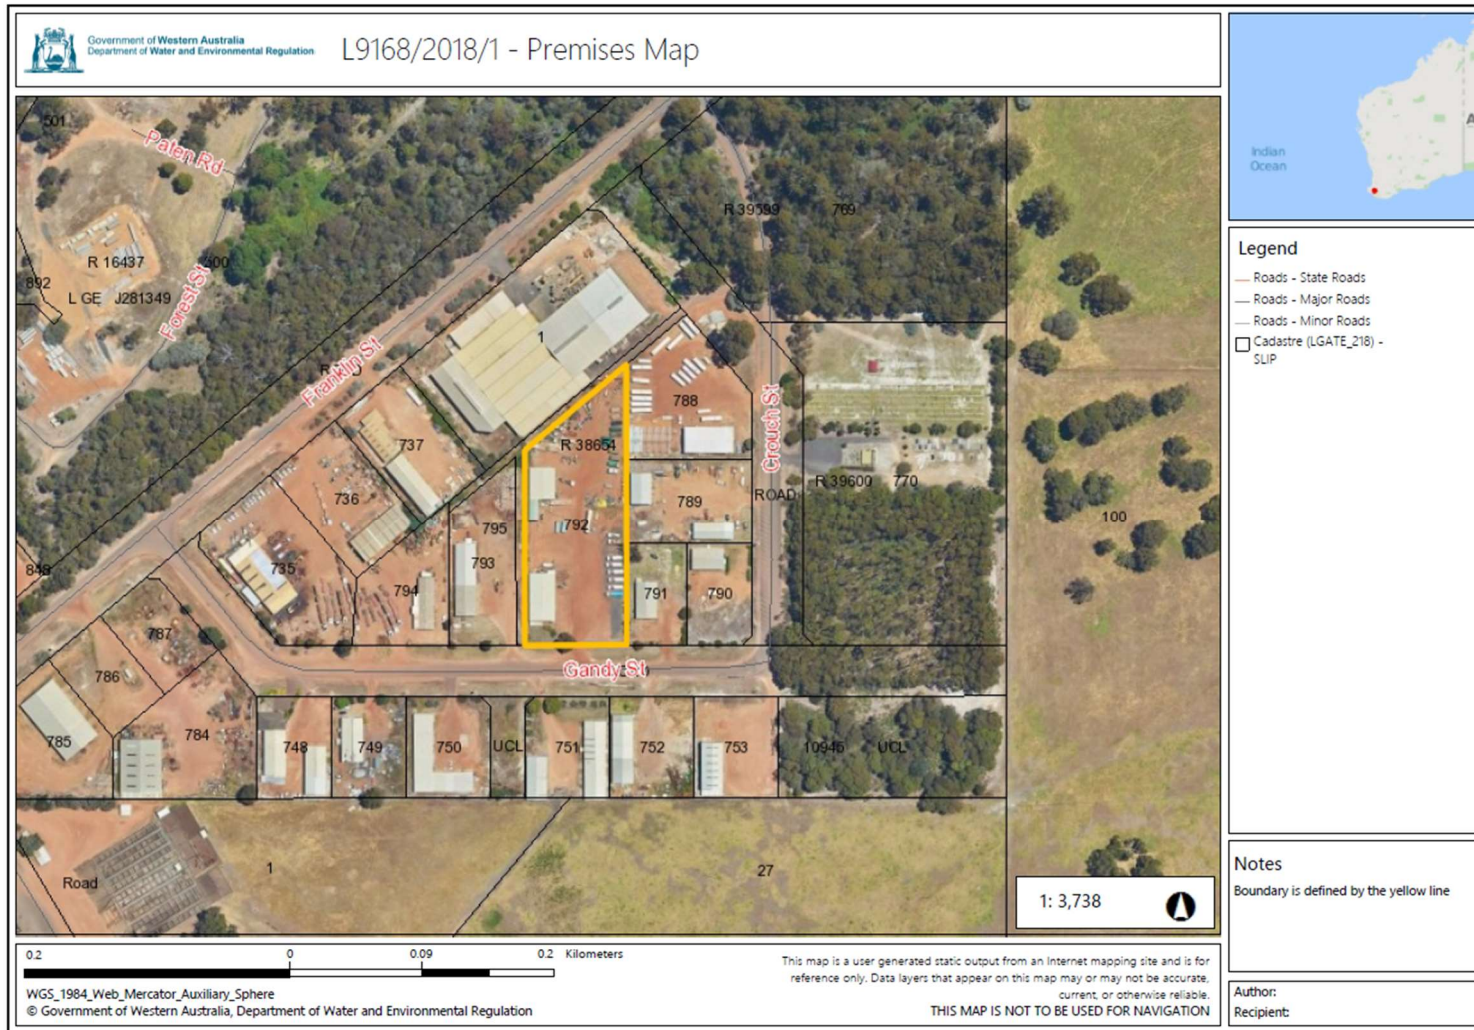 Government of Western Australia
Department of Water and Environmental Regulation
L9168/2018/1 - Premises Map
Indian
Ocean
A
Legend
Roads - State Roads
Roads - Major Roads
Roads - Minor Roads
Cadastre (LGATE_218) -
SLIP
501
Paten Rd
R 39599 769
R 16437
892
L GE J281349
Forest St
1
Franklin St
788
737
R 38654
Crouch St
736
789
ROAD
R 39600 770
795
792
100
793
735
848
794
791
790
787
Gandy St
786
785
784
748
749
750
UCL
751
752
753
10946
UCL
1
27
Road
1: 3,738
Notes
Boundary is defined by the yellow line
0.2 0 0.09 0.2 Kilometers
WGS_1984_Web_Mercator_Auxiliary_Sphere
© Government of Western Australia, Department of Water and Environmental Regulation
This map is a user generated static output from an Internet mapping site and is for
reference only. Data layers that appear on this map may or may not be accurate,
current, or otherwise reliable.
THIS MAP IS NOT TO BE USED FOR NAVIGATION
Author:
Recipient: